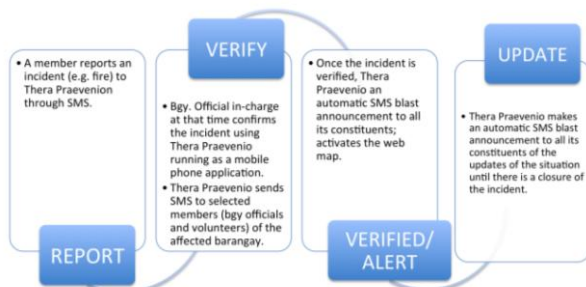 • A member reports an
incident (e.g. fire) to
Thera Praevenion
through SMS.
REPORT
VERIFY
• Bgy. Official in-charge
at that time confirms
the incident using
Thera Praevenio
running as a mobile
phone application.
• Thera Praevenio sends
SMS to selected
members (bgy officials
and volunteers) of the
affected barangay.
• Once the incident is
verified, Thera
Praevenio an
automatic SMS blast
announcement to all
its constituents;
activates the web
map.
VERIFIED/
ALERT
UPDATE
• Thera Praevenio makes
an automatic SMS blast
announcement to all its
constituents of the
updates of the situation
until there is a closure of
the incident.